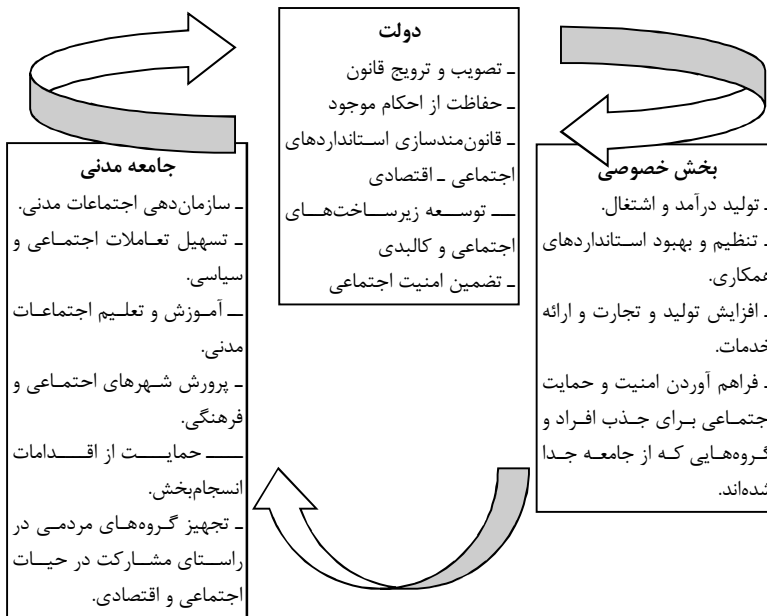 دولت
ـ تصویب و ترویج قانون
ـ حفاظت از احکام موجود
ـ قانون‌مندسازی استانداردهای
اجتماعی ـ اقتصادی
ـ توسعه زیرساخت‌های
اجتماعی و کالبدی
ـ تضمین امنیت اجتماعی
بخش خصوصی
ـ تولید درآمد و اشتغال.
ـ تنظیم و بهبود استانداردهای
همکاری.
ـ افزایش تولید و تجارت و ارائه
خدمات.
ـ فراهم آوردن امنیت و حمایت
اجتماعی برای جذب افراد و
گروه‌هایی که از جامعه جدا
شده‌اند.
جامعه مدنی
ـ سازمان‌دهی اجتماعات مدنی.
ـ تسهیل تعاملات اجتماعی و
سیاسی.
ـ آموزش و تعلیم اجتماعات
مدنی.
ـ پرورش شهرهای احتماعی و
فرهنگی.
ـ حمایت از اقدامات
انسجام‌بخش.
ـ تجهیز گروه‌های مردمی در
راستای مشارکت در حیات
اجتماعی و اقتصادی.